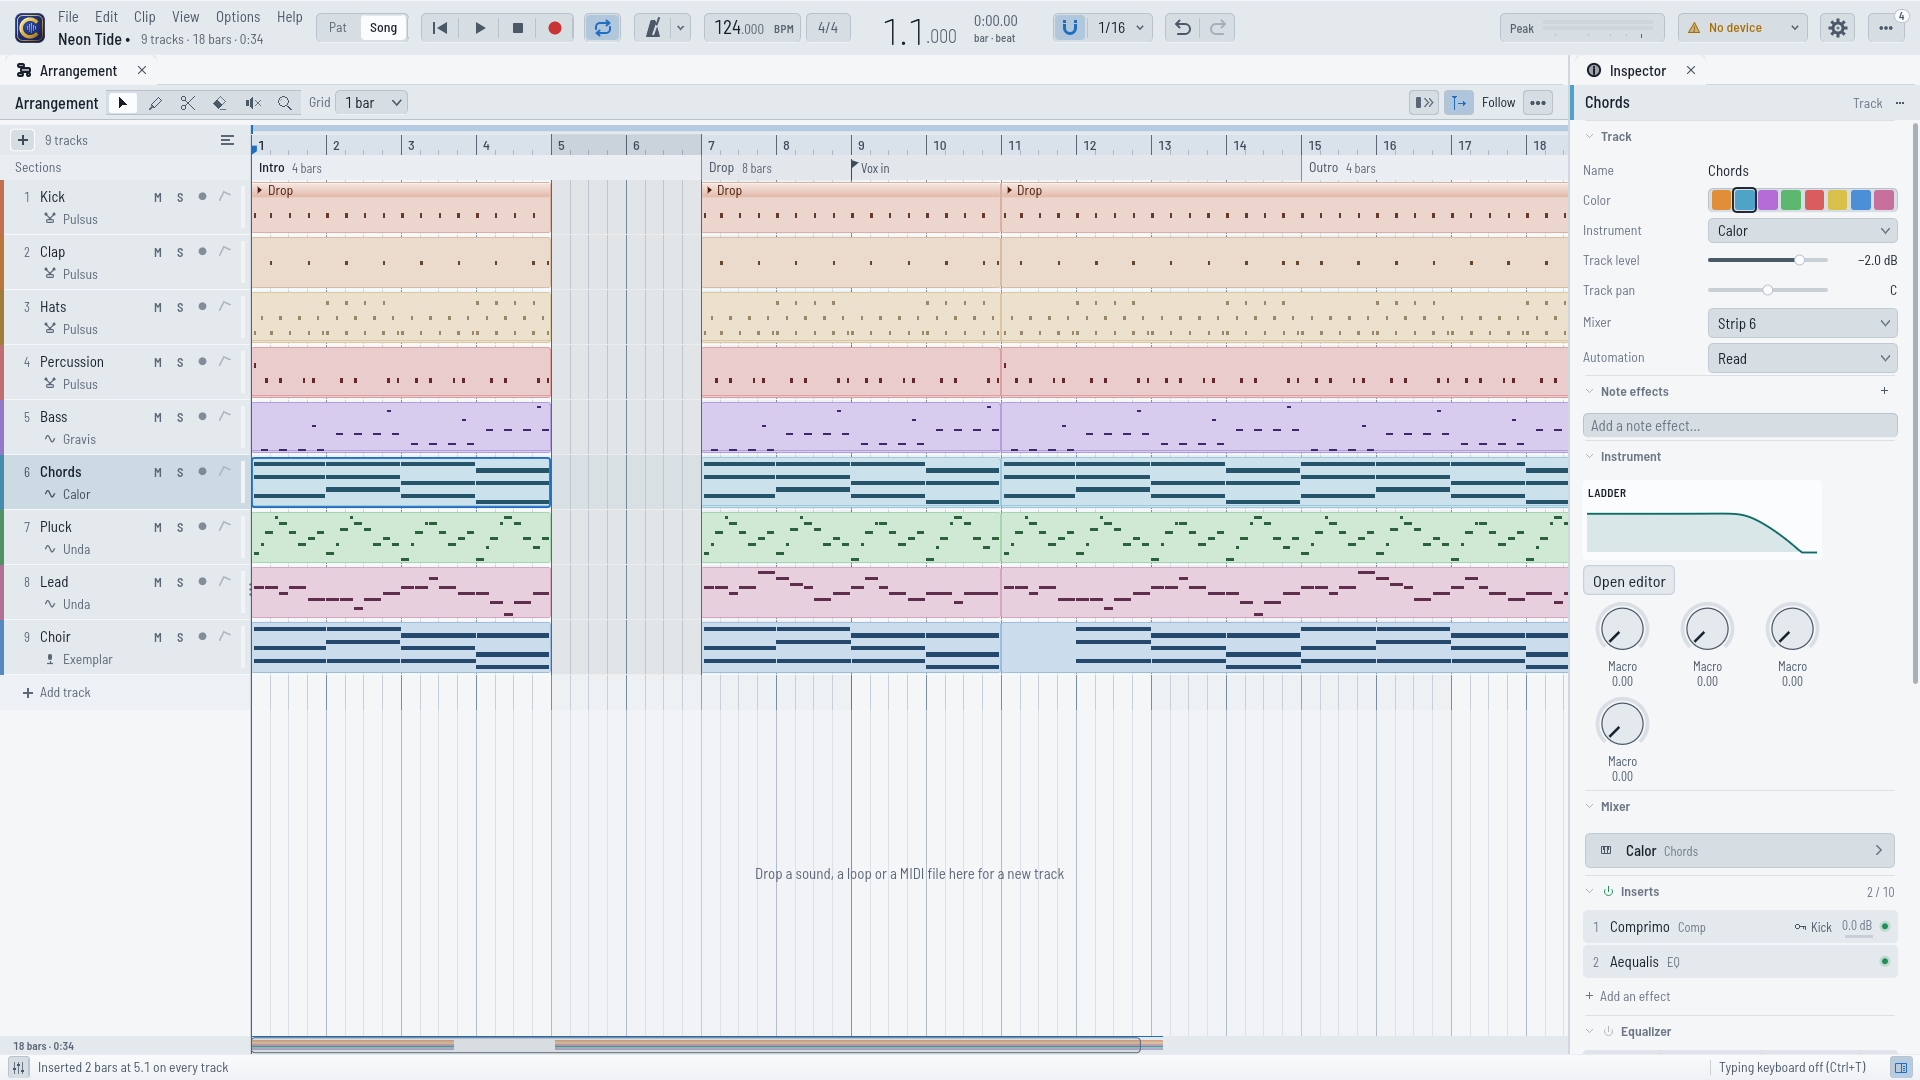 File Edit Clip View Options Help
Neon Tide • 9 tracks · 18 bars · 0:34
Pat Song
124.000 BPM 4/4
1.1.000
0:00.00
bar · beat
1/16
Peak
No device
4
Arrangement
Inspector
Arrangement
Grid 1 bar
Follow
9 tracks
1 2 3 4 5 6 7 8 9 10 11 12 13 14 15 16 17 18
Sections
Intro 4 bars
Drop 8 bars
Vox in
Outro 4 bars
1 Kick M S
Pulsus
Drop
Drop
Drop
2 Clap M S
Pulsus
3 Hats M S
Pulsus
4 Percussion M S
Pulsus
5 Bass M S
Gravis
6 Chords M S
Calor
7 Pluck M S
Unda
8 Lead M S
Unda
9 Choir M S
Exemplar
Add track
Drop a sound, a loop or a MIDI file here for a new track
18 bars · 0:34
Inserted 2 bars at 5.1 on every track
Chords Track
Track
Name Chords
Color
Instrument Calor
Track level −2.0 dB
Track pan C
Mixer Strip 6
Automation Read
Note effects +
Add a note effect...
Instrument
LADDER
Open editor
Macro Macro Macro
0.00 0.00 0.00
Macro
0.00
Mixer
Calor Chords
Inserts 2 / 10
1 Comprimo Comp Kick 0.0 dB
2 Aequalis EQ
+ Add an effect
Equalizer
Typing keyboard off (Ctrl+T)